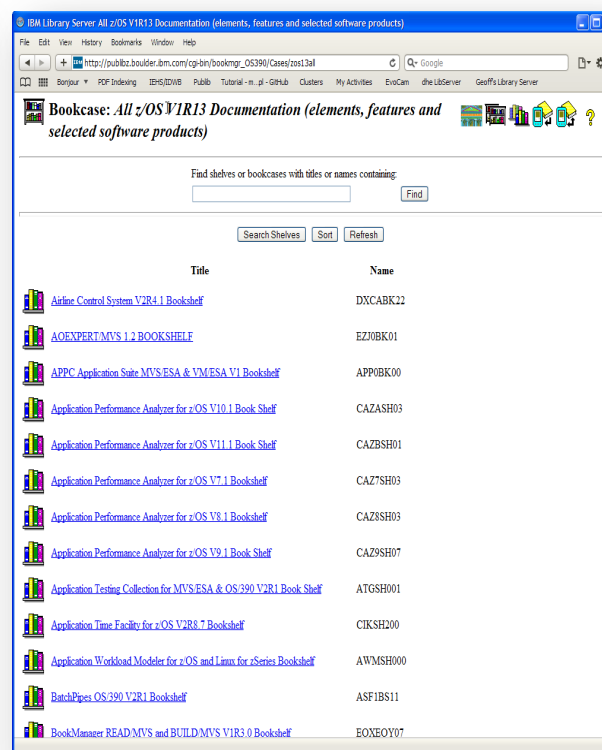 IBM Library Server All z/OS V1R13 Documentation (elements, features and selected software products)
File Edit View History Bookmarks Window Help
http://publibz.boulder.ibm.com/cgi-bin/bookmgr_OS390/Cases/zos13all Google
Bonjour PDF Indexing IEHS/IDWB Publib Tutorial - m...pl - GitHub Clusters My Activities EvoCam dhe LibServer Geoff's Library Server
Bookcase: All z/OS V1R13 Documentation (elements, features and
selected software products)
Find shelves or bookcases with titles or names containing:
Find
Search Shelves Sort Refresh
Title Name
Airline Control System V2R4.1 Bookshelf DXCABK22
AOEXPERT/MVS 1.2 BOOKSHELF EZJ0BK01
APPC Application Suite MVS/ESA & VM/ESA V1 Bookshelf APP0BK00
Application Performance Analyzer for z/OS V10.1 Book Shelf CAZASH03
Application Performance Analyzer for z/OS V11.1 Book Shelf CAZBSH01
Application Performance Analyzer for z/OS V7.1 Bookshelf CAZ7SH03
Application Performance Analyzer for z/OS V8.1 Bookshelf CAZ8SH03
Application Performance Analyzer for z/OS V9.1 Book Shelf CAZ9SH07
Application Testing Collection for MVS/ESA & OS/390 V2R1 Book Shelf ATGSH001
Application Time Facility for z/OS V2R8.7 Bookshelf CIKSH200
Application Workload Modeler for z/OS and Linux for zSeries Bookshelf AWMSH000
BatchPipes OS/390 V2R1 Bookshelf ASF1BS11
BookManager READ/MVS and BUILD/MVS V1R3.0 Bookshelf EOXEOY07